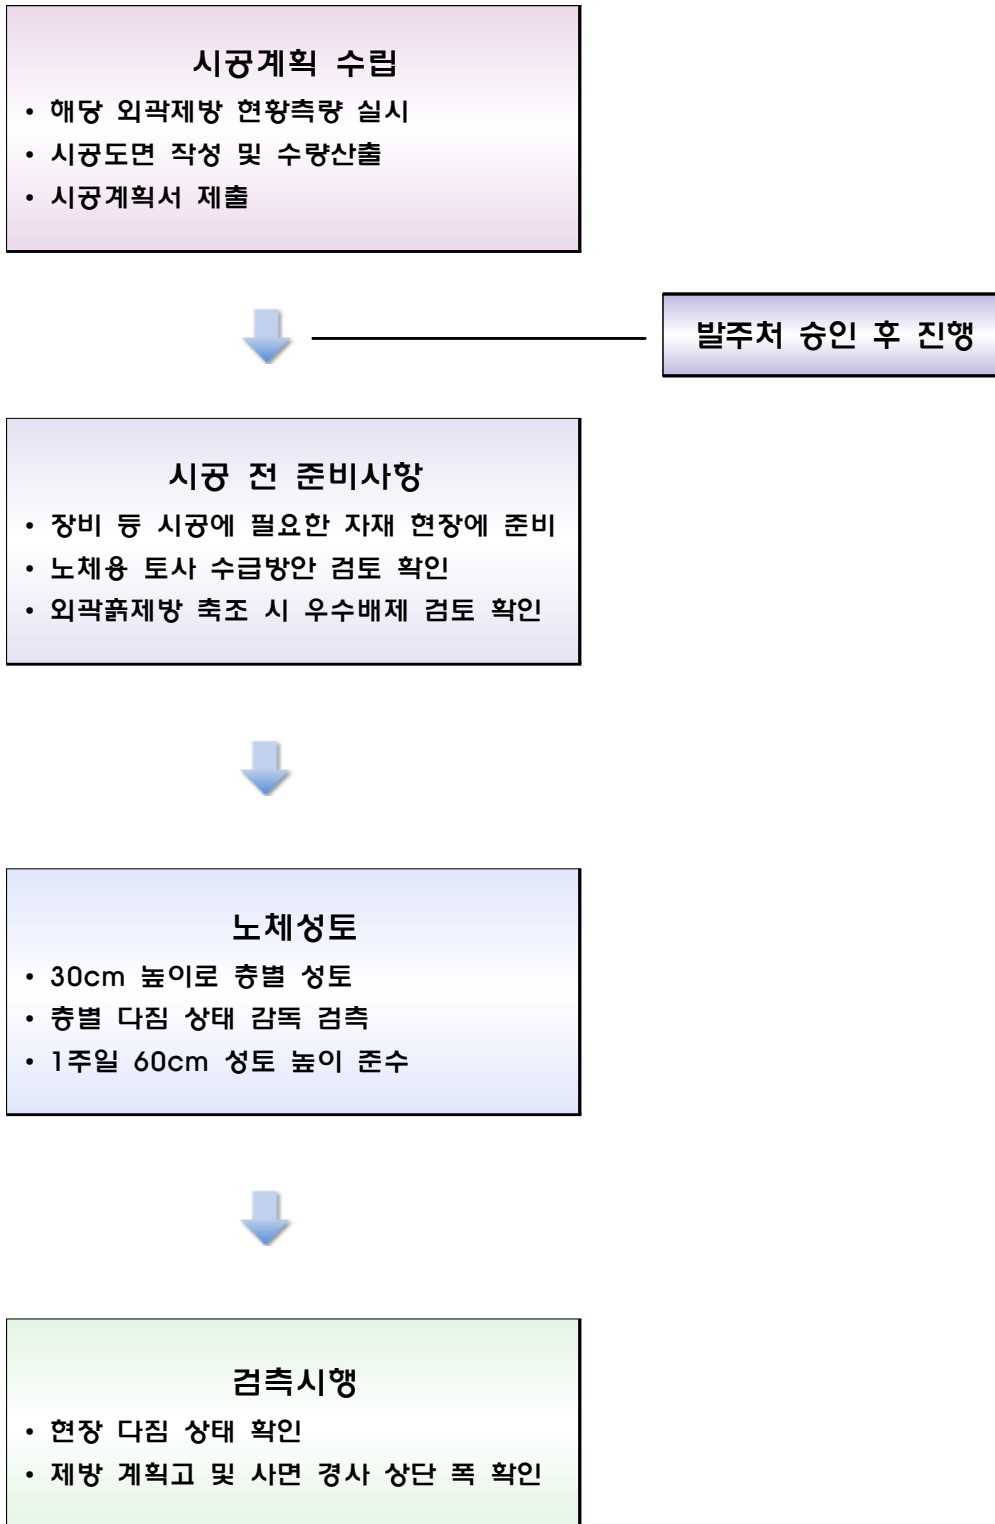 시공계획 수립
• 해당 외곽제방 현황측량 실시
• 시공도면 작성 및 수량산출
• 시공계획서 제출
발주처 승인 후 진행
시공 전 준비사항
• 장비 등 시공에 필요한 자재 현장에 준비
• 노체용 토사 수급방안 검토 확인
• 외곽흙제방 축조 시 우수배제 검토 확인
노체성토
• 30cm 높이로 층별 성토
• 층별 다짐 상태 감독 검측
• 1주일 60cm 성토 높이 준수
검측시행
• 현장 다짐 상태 확인
• 제방 계획고 및 사면 경사 상단 폭 확인